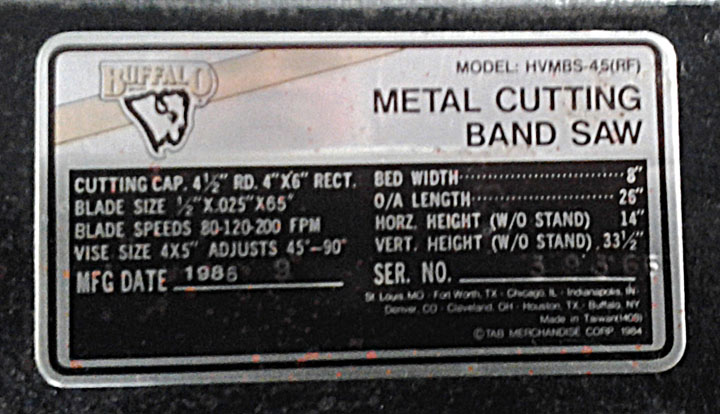 BUFFALO
MODEL: HVMBS-45(RF)
METAL CUTTING
BAND SAW
CUTTING CAP. 4½" RD. 4"X6" RECT.
BLADE SIZE ½"X.025"X65"
BLADE SPEEDS 80-120-200 FPM
VISE SIZE 4X5" ADJUSTS 45°-90°
MFG DATE 1986 9
BED WIDTH 8"
O/A LENGTH 26"
HORZ. HEIGHT (W/O STAND) 14"
VERT. HEIGHT (W/O STAND) 33½"
SER. NO.
St Louis, MO · Fort Worth, TX · Chicago, IL · Indianapolis, IN
Denver, CO · Cleveland, OH · Houston, TX · Buffalo, NY
Made in Taiwan
© TAB MERCHANDISE CORP. 1984